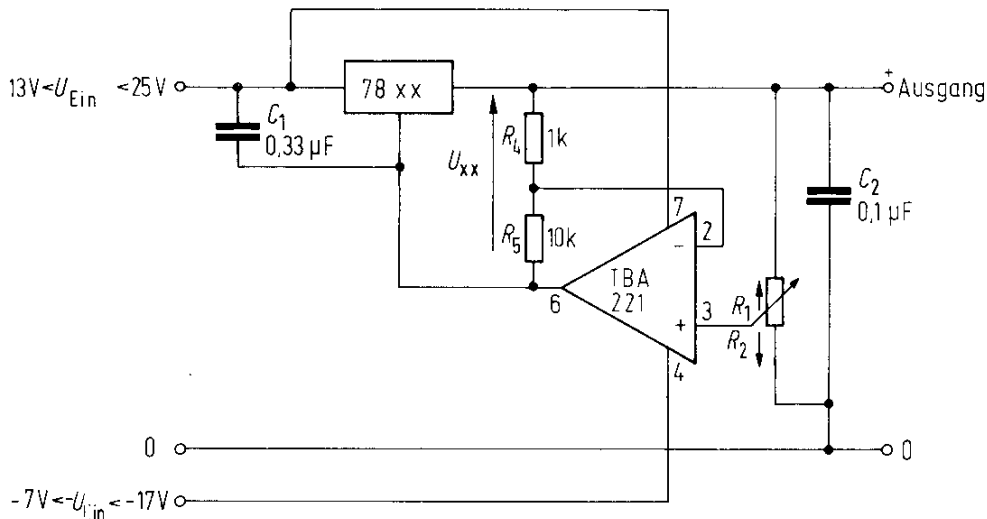 13V<U_Ein <25V
78 xx
+
Ausgang
C1
0,33 µF
Uxx
R4 1k
R5 10k
7
2
−
TBA
221
6
+
3
4
R1
R2
C2
0,1 µF
0
0
-7V<-U_Ein<-17V